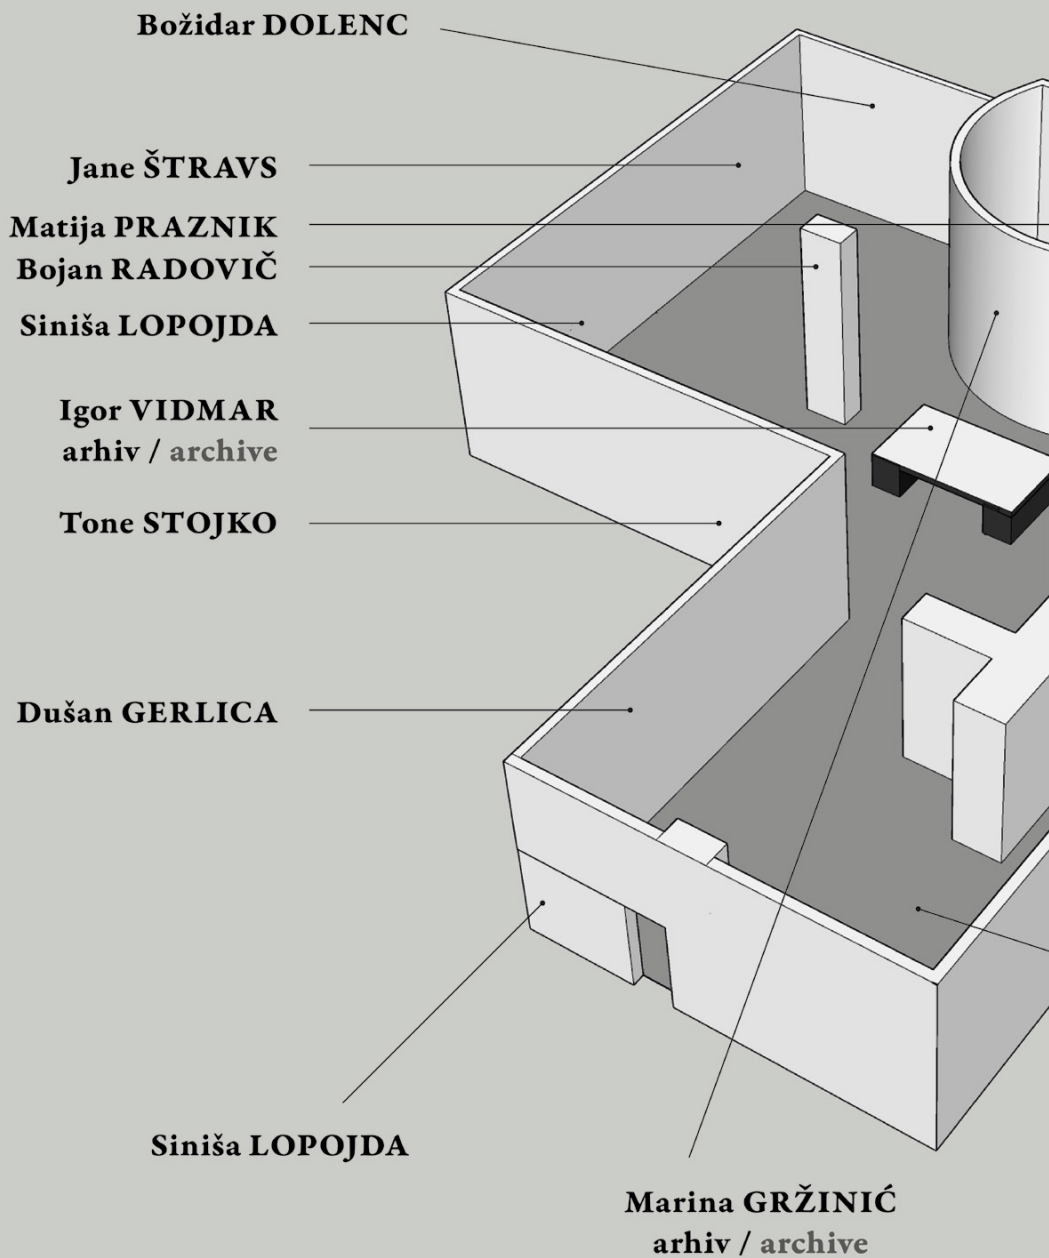 Božidar DOLENC
Jane ŠTRAVS
Matija PRAZNIK
Bojan RADOVIČ
Siniša LOPOJDA
Igor VIDMAR
arhiv / archive
Tone STOJKO
Dušan GERLICA
Siniša LOPOJDA
Marina GRŽINIĆ
arhiv / archive